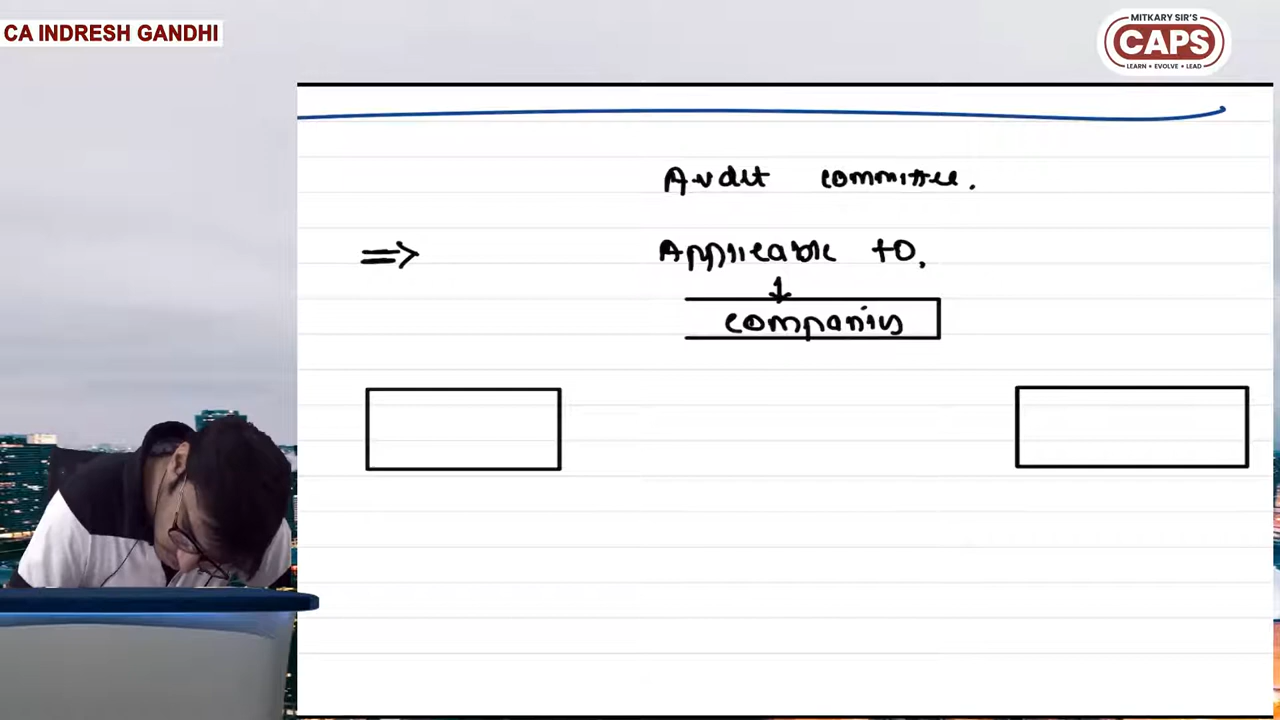 CA INDRESH GANDHI
MITKARY SIR'S
CAPS
LEARN • EVOLVE • LEAD
Audit committee.
⇒ Applicable to.
↓
companies